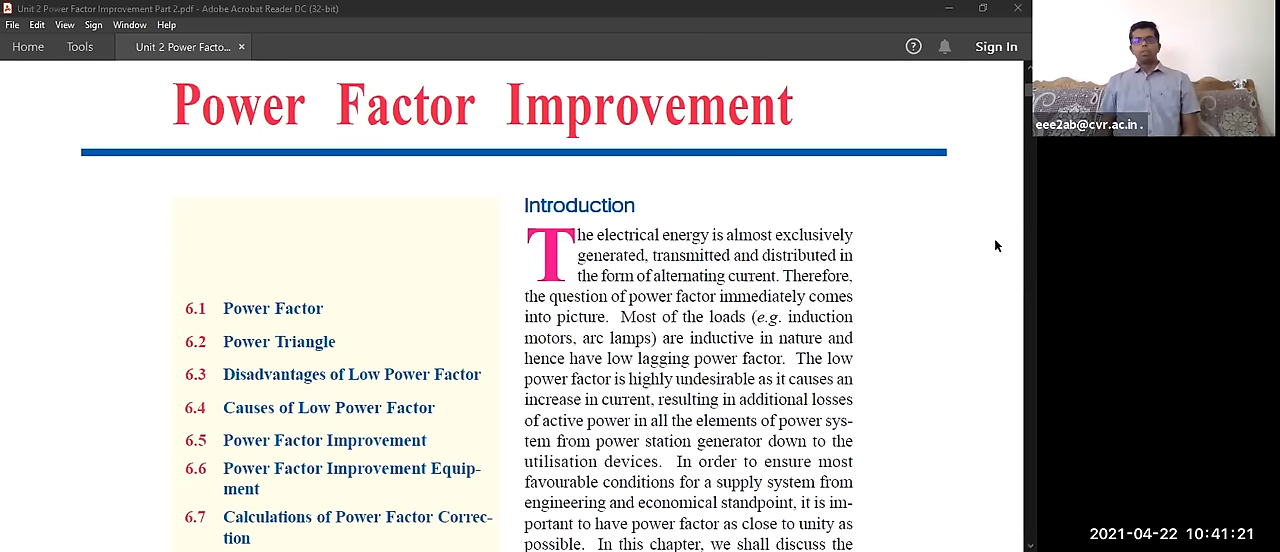 Unit 2 Power Factor Improvement Part 2.pdf - Adobe Acrobat Reader DC (32-bit)
File Edit View Sign Window Help
Home Tools Unit 2 Power Facto... × Sign In
Power Factor Improvement
6.1 Power Factor
6.2 Power Triangle
6.3 Disadvantages of Low Power Factor
6.4 Causes of Low Power Factor
6.5 Power Factor Improvement
6.6 Power Factor Improvement Equip-
ment
6.7 Calculations of Power Factor Correc-
tion
Introduction
The electrical energy is almost exclusively
generated, transmitted and distributed in
the form of alternating current. Therefore,
the question of power factor immediately comes
into picture. Most of the loads (e.g. induction
motors, arc lamps) are inductive in nature and
hence have low lagging power factor. The low
power factor is highly undesirable as it causes an
increase in current, resulting in additional losses
of active power in all the elements of power sys-
tem from power station generator down to the
utilisation devices. In order to ensure most
favourable conditions for a supply system from
engineering and economical standpoint, it is im-
portant to have power factor as close to unity as
possible. In this chapter, we shall discuss the
eee2ab@cvr.ac.in .
2021-04-22 10:41:21